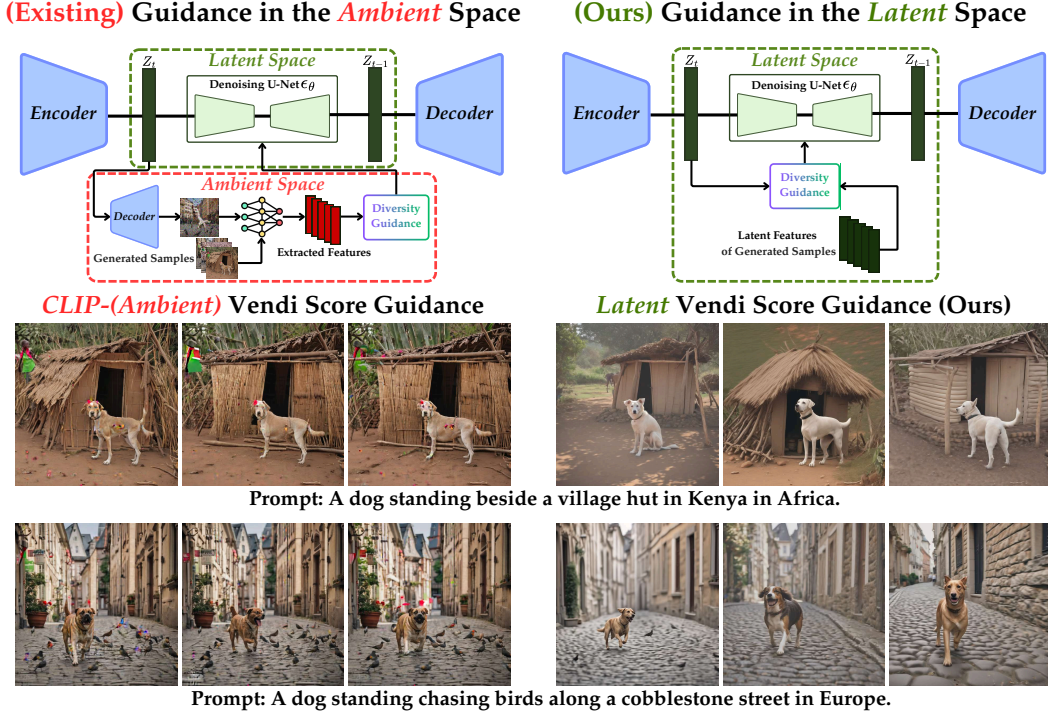 (Existing) Guidance in the Ambient Space
Latent Space
Z_t
Z_{t-1}
Denoising U-Net ϵ_θ
Encoder
Decoder
Ambient Space
Decoder
Diversity
Guidance
Generated Samples
Extracted Features
(Ours) Guidance in the Latent Space
Latent Space
Z_t
Z_{t-1}
Denoising U-Net ϵ_θ
Encoder
Decoder
Diversity
Guidance
Latent Features
of Generated Samples
CLIP-(Ambient) Vendi Score Guidance
Latent Vendi Score Guidance (Ours)
Prompt: A dog standing beside a village hut in Kenya in Africa.
Prompt: A dog standing chasing birds along a cobblestone street in Europe.